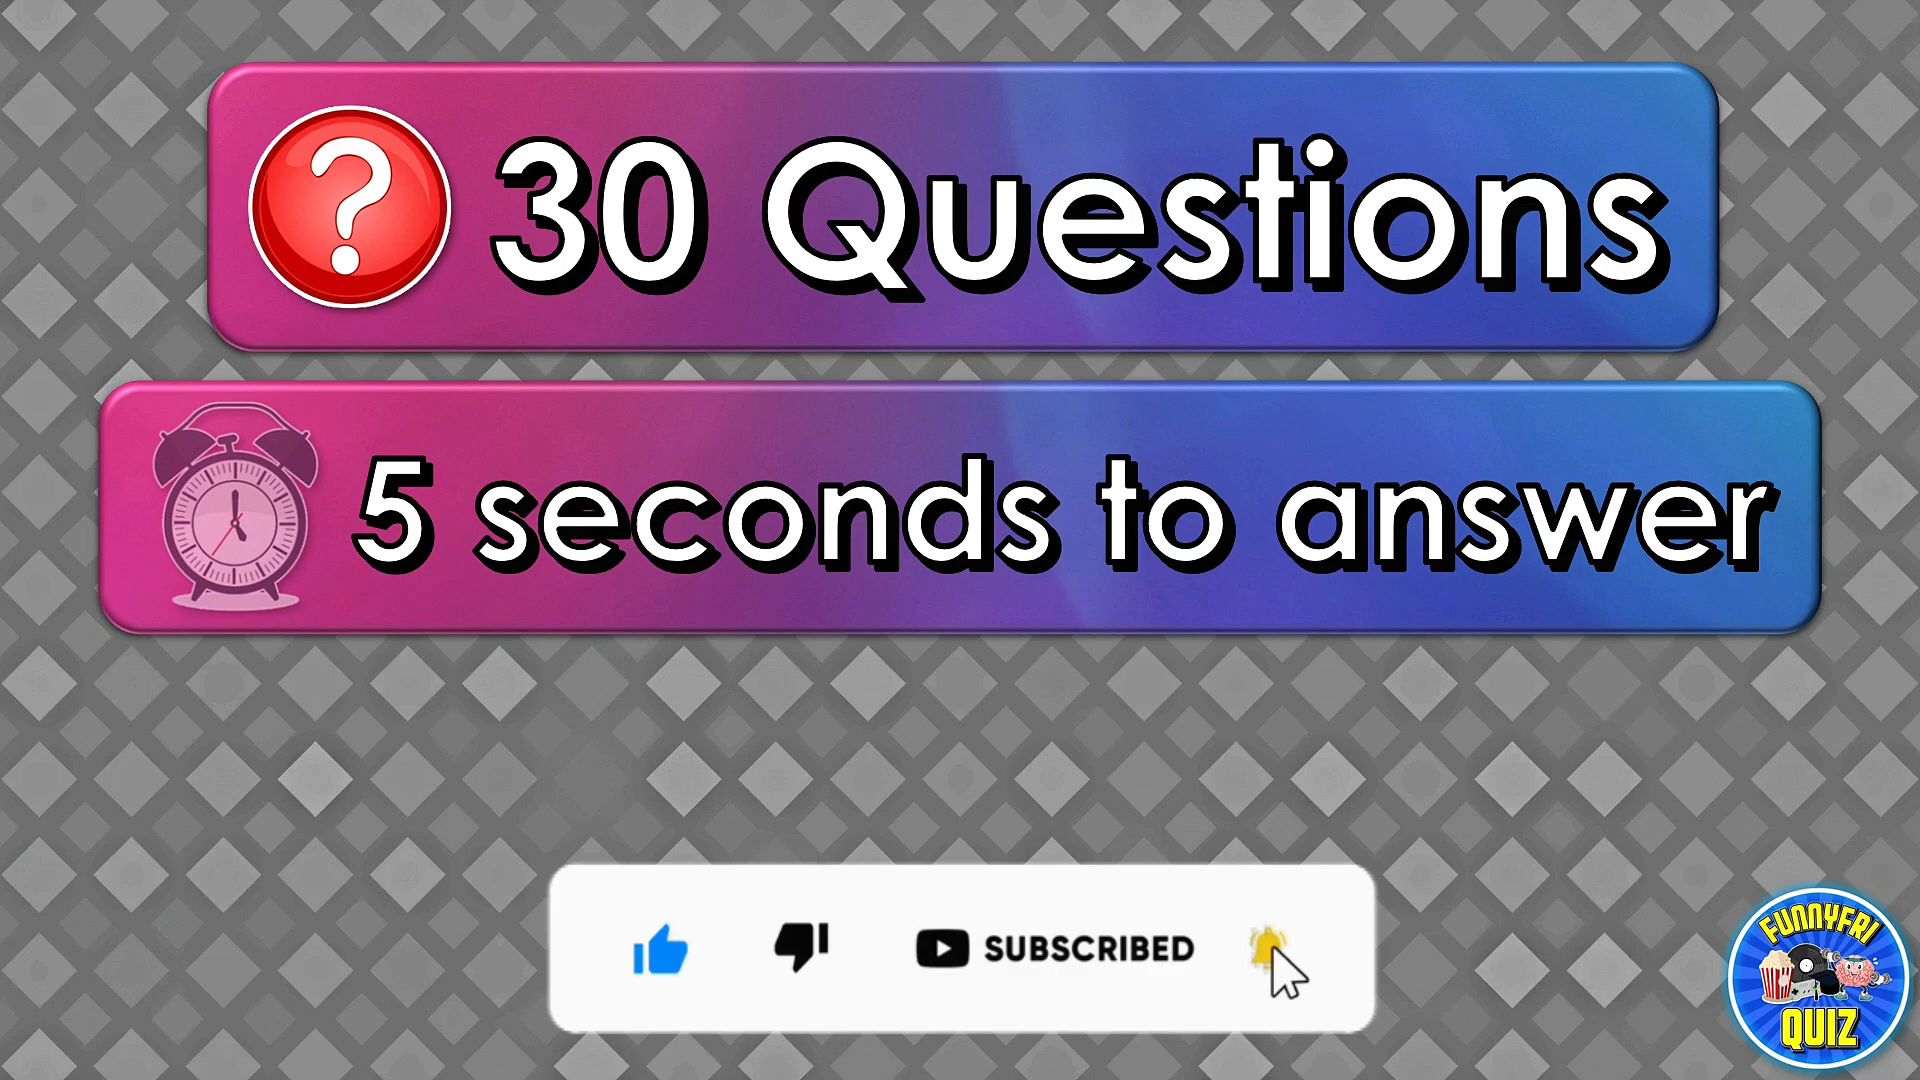 30 Questions
5 seconds to answer
SUBSCRIBED
FUNNYFRI
QUIZ